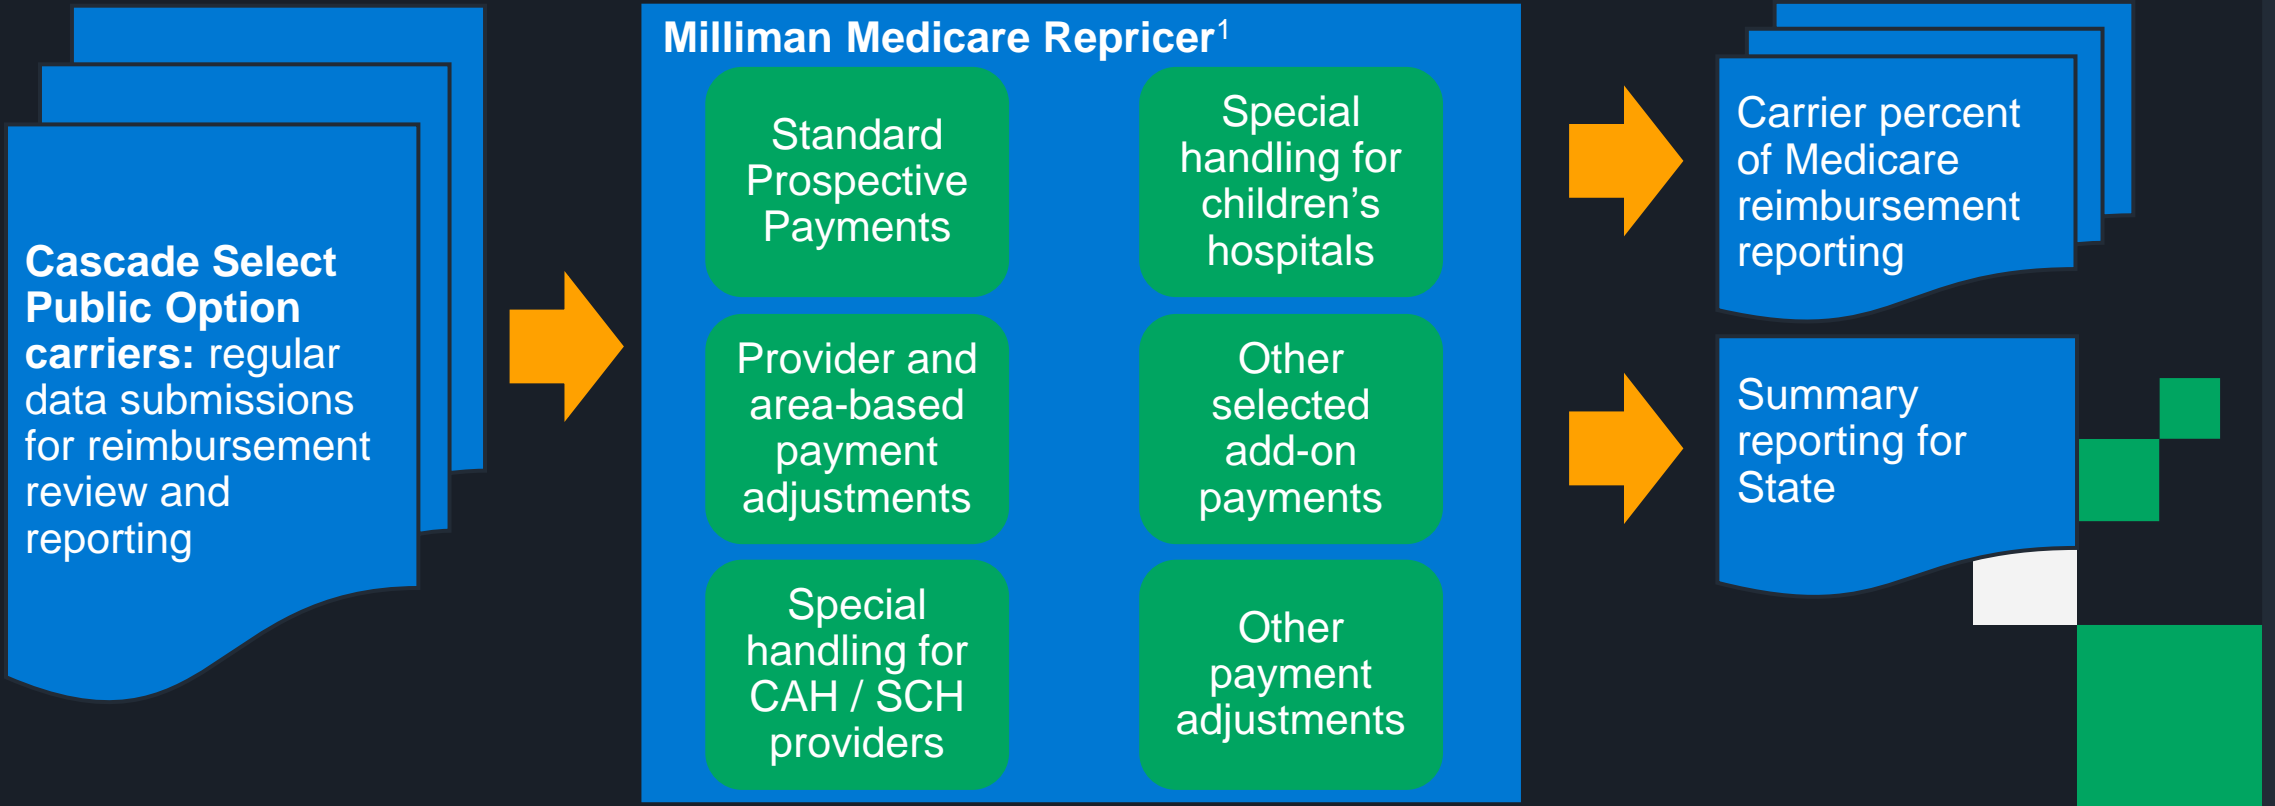 Cascade Select
Public Option
carriers: regular
data submissions
for reimbursement
review and
reporting
Milliman Medicare Repricer¹
Standard
Prospective
Payments
Special
handling for
children’s
hospitals
Provider and
area-based
payment
adjustments
Other
selected
add-on
payments
Special
handling for
CAH / SCH
providers
Other
payment
adjustments
Carrier percent
of Medicare
reimbursement
reporting
Summary
reporting for
State